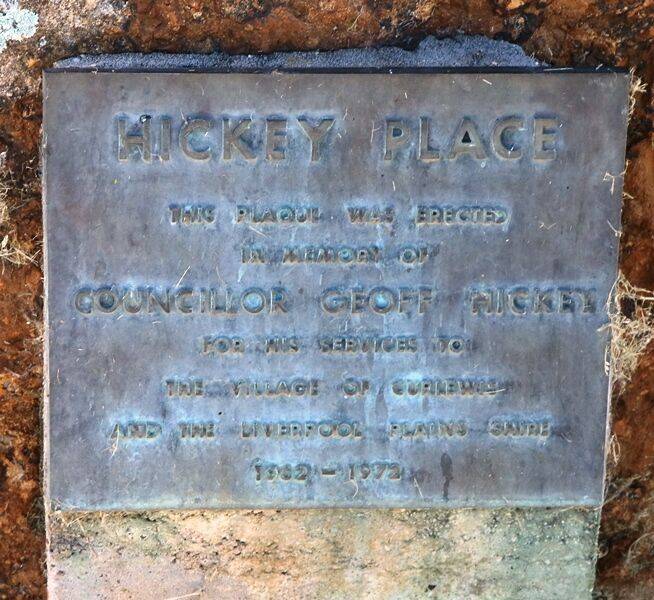 HICKEY PLACE
THIS PLAQUE WAS ERECTED
IN MEMORY OF
COUNCILLOR GEOFF HICKEY
FOR HIS SERVICES TO
THE VILLAGE OF CURLEWIS
AND THE LIVERPOOL PLAINS SHIRE
1962 - 1973